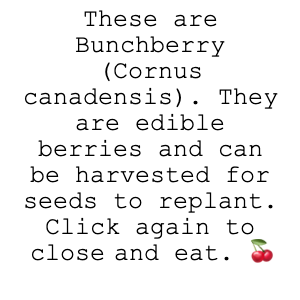 These are
Bunchberry
(Cornus
canadensis). They
are edible
berries and can
be harvested for
seeds to replant.
Click again to
close and eat. 🍒